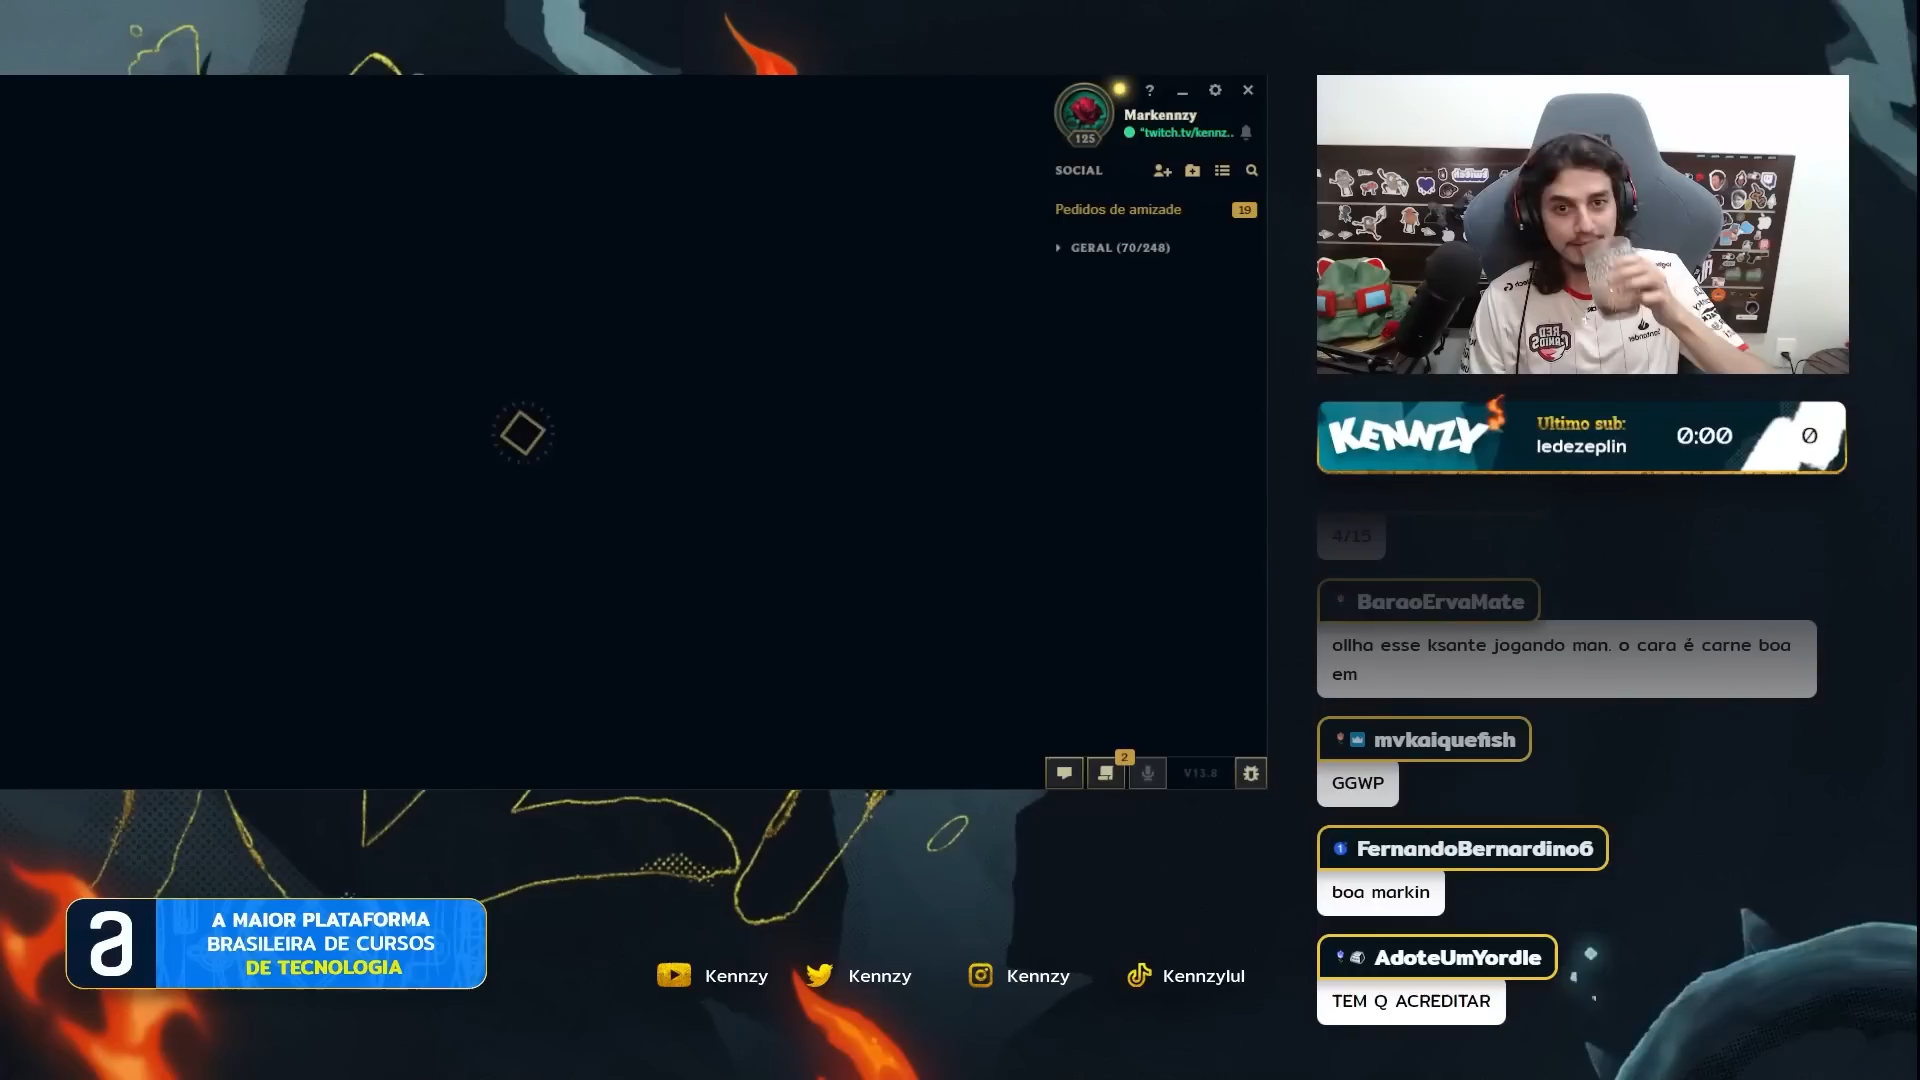 Markennzy
125
"twitch.tv/kennz..
SOCIAL
Pedidos de amizade
19
GERAL (70/248)
2
V13.8
KENNZY
Ultimo sub:
ledezeplin
0:00
0
4/15
BaraoErvaMate
ollha esse ksante jogando man. o cara é carne boa
em
mvkaiquefish
GGWP
FernandoBernardino6
boa markin
AdoteUmYordle
TEM Q ACREDITAR
a
A MAIOR PLATAFORMA
BRASILEIRA DE CURSOS
DE TECNOLOGIA
Kennzy
Kennzy
Kennzy
Kennzylul